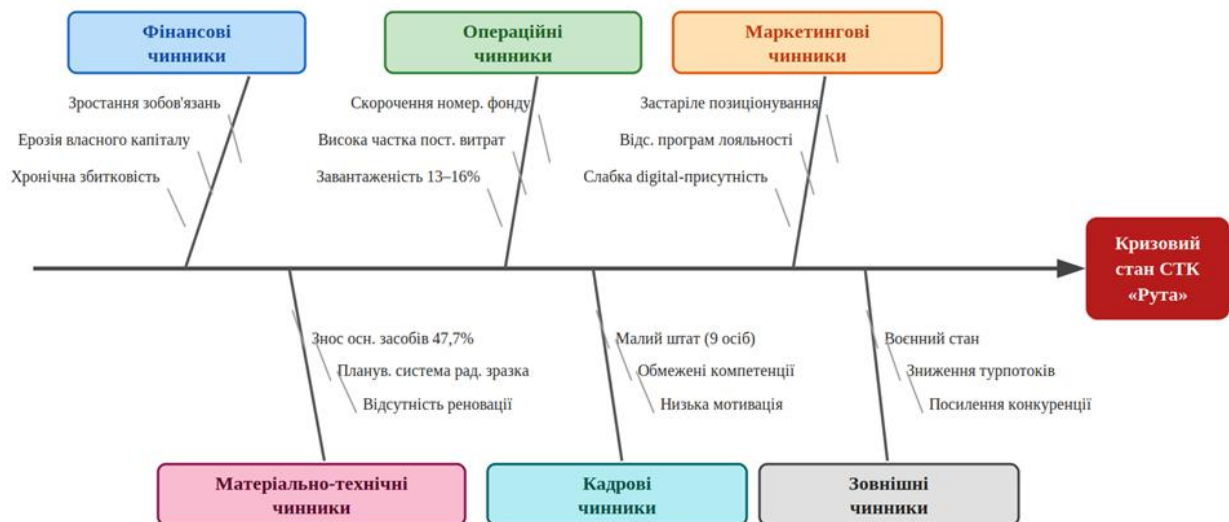 Фінансові
чинники
Операційні
чинники
Маркетингові
чинники
Зростання зобов'язань
Ерозія власного капіталу
Хронічна збитковість
Скорочення номер. фонду
Висока частка пост. витрат
Завантаженість 13–16%
Застаріле позиціонування
Відс. програм лояльності
Слабка digital-присутність
Кризовий
стан СТК
«Рута»
Знос осн. засобів 47,7%
Планув. система рад. зразка
Відсутність реновації
Малий штат (9 осіб)
Обмежені компетенції
Низька мотивація
Воєнний стан
Зниження турпотоків
Посилення конкуренції
Матеріально-технічні
чинники
Кадрові
чинники
Зовнішні
чинники